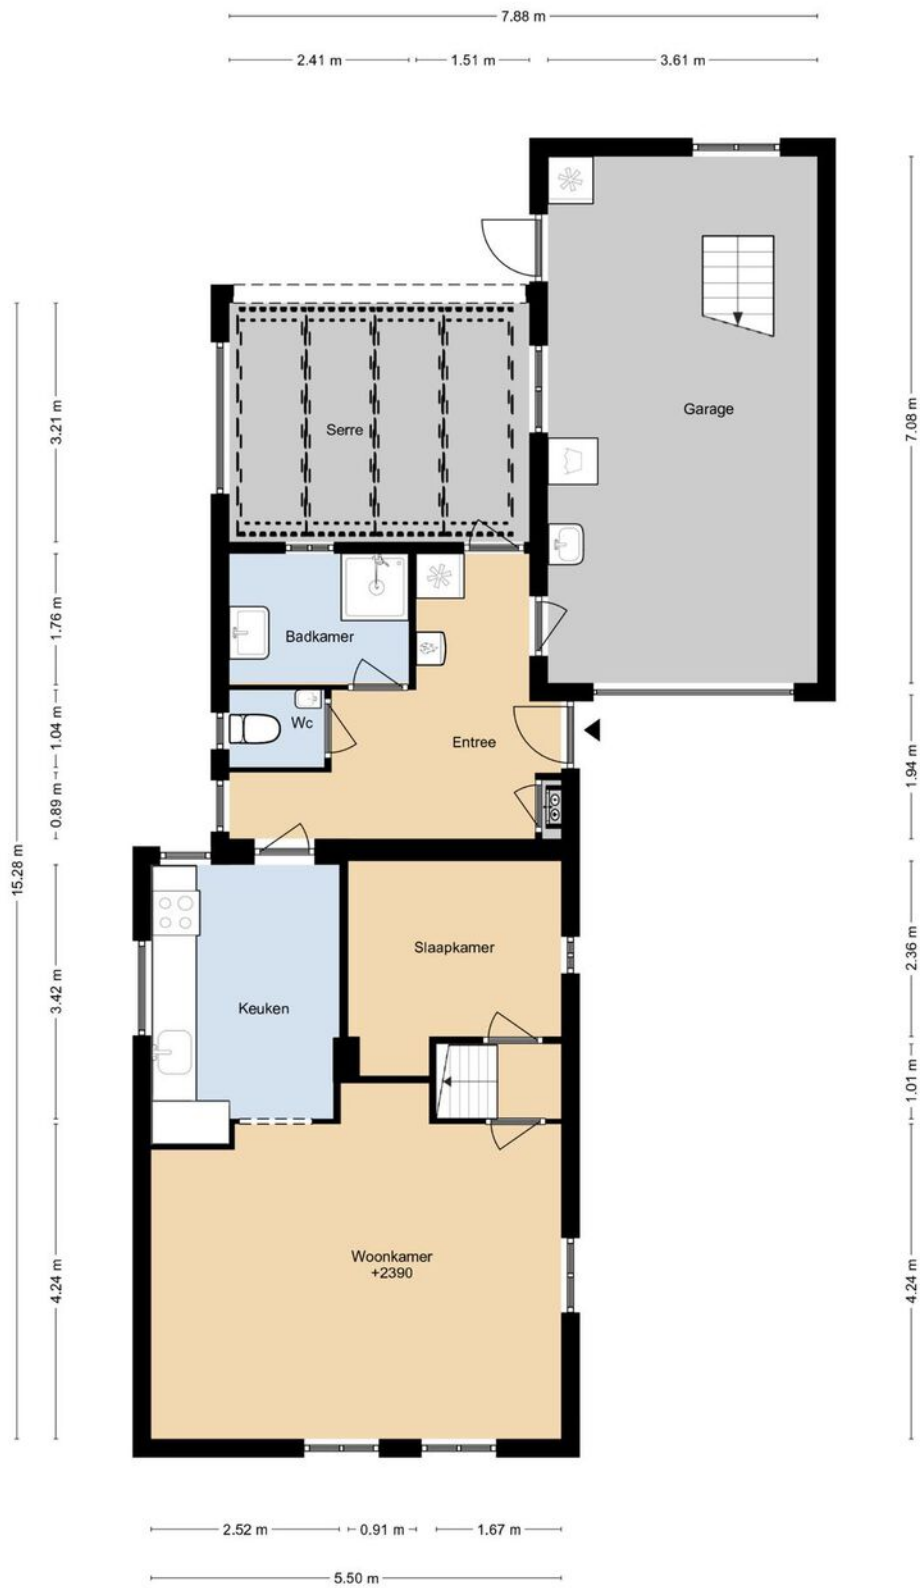 7.88 m
2.41 m
1.51 m
3.61 m
3.21 m
7.08 m
Garage
Serre
1.76 m
Badkamer
1.04 m
Wc
Entree
1.94 m
0.89 m
15.28 m
Slaapkamer
2.36 m
3.42 m
Keuken
1.01 m
Woonkamer
+2390
4.24 m
4.24 m
2.52 m
0.91 m
1.67 m
5.50 m